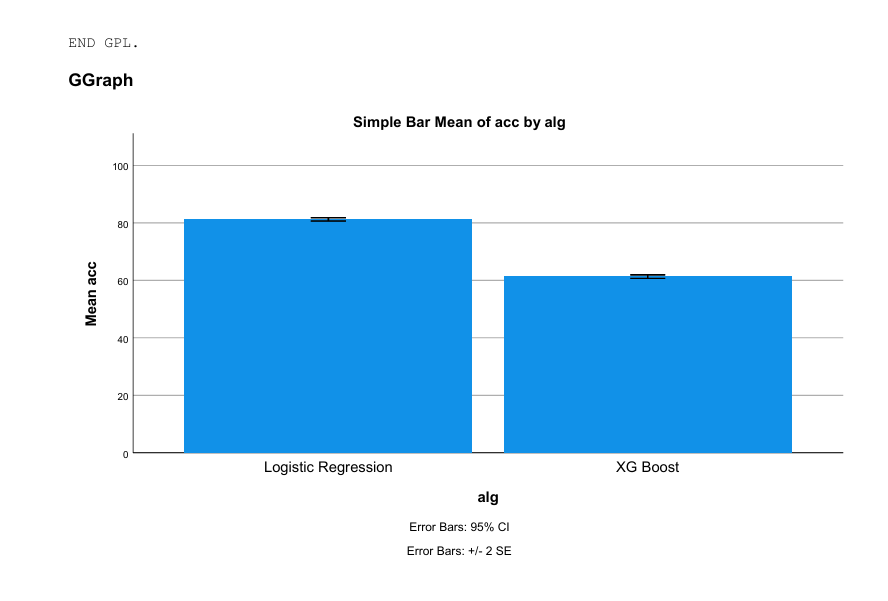 END GPL.
GGraph
Simple Bar Mean of acc by alg
Mean acc
100
80
60
40
20
0
Logistic Regression
XG Boost
alg
Error Bars: 95% CI
Error Bars: +/- 2 SE